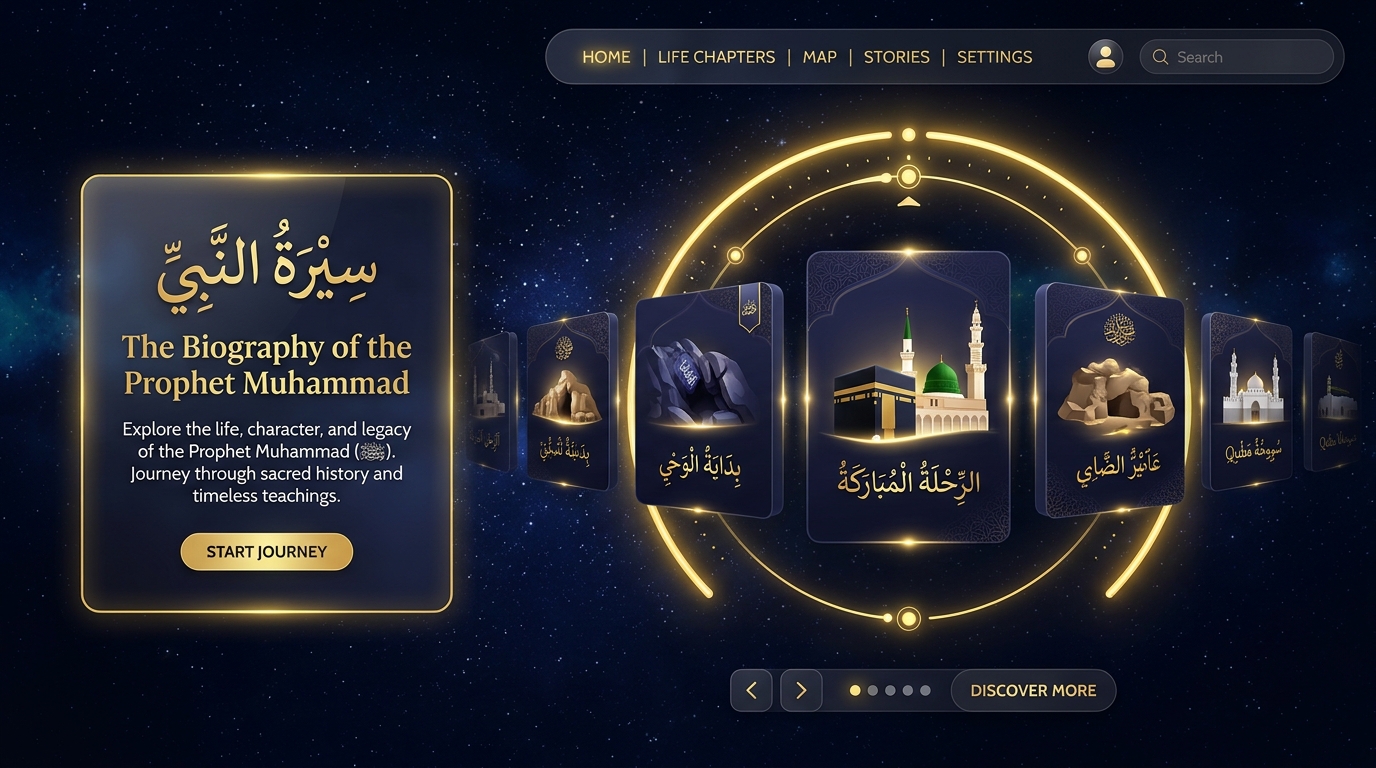 HOME | LIFE CHAPTERS | MAP | STORIES | SETTINGS
Search
سِيْرَةُ النَّبِيِّ
The Biography of the
Prophet Muhammad
Explore the life, character, and legacy
of the Prophet Muhammad (ﷺ).
Journey through sacred history and
timeless teachings.
START JOURNEY
بِدَايَةُ الْوَحْيِ
الرِّحْلَةُ الْمُبَارَكَةُ
Quba
DISCOVER MORE